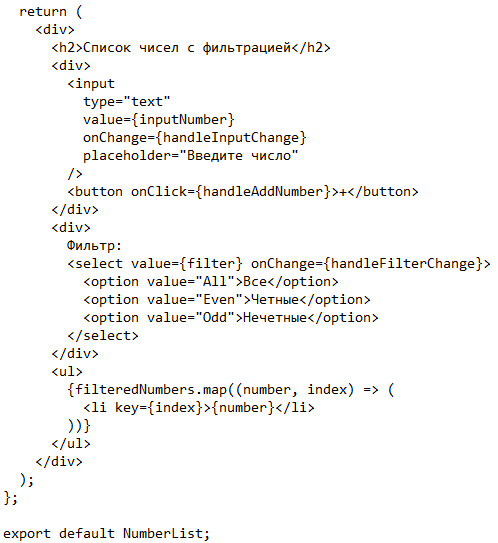 return (
<div>
<h2>Список чисел с фильтрацией</h2>
<div>
<input
type="text"
value={inputNumber}
onChange={handleInputChange}
placeholder="Введите число"
/>
<button onClick={handleAddNumber}>+</button>
</div>
<div>
Фильтр:
<select value={filter} onChange={handleFilterChange}>
<option value="All">Все</option>
<option value="Even">Четные</option>
<option value="Odd">Нечетные</option>
</select>
</div>
<ul>
{filteredNumbers.map((number, index) => (
<li key={index}>{number}</li>
))}
</ul>
</div>
);
};
export default NumberList;